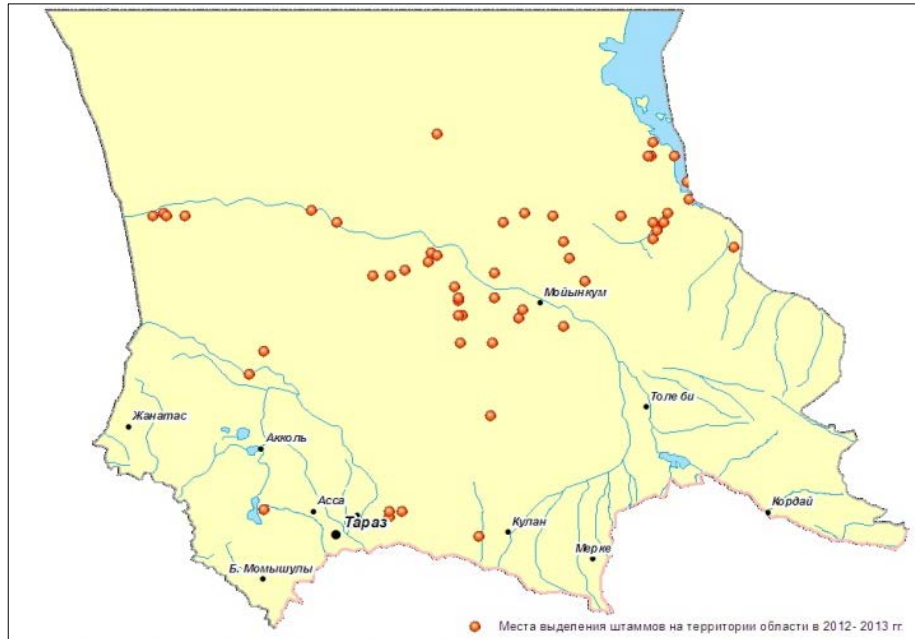 Мойынкум
Толе би
Жанатас
Акколь
Асса
Тараз
Кулан
Кордай
Мерке
Б. Момышулы
Места выделения штаммов на территории области в 2012- 2013 гг.